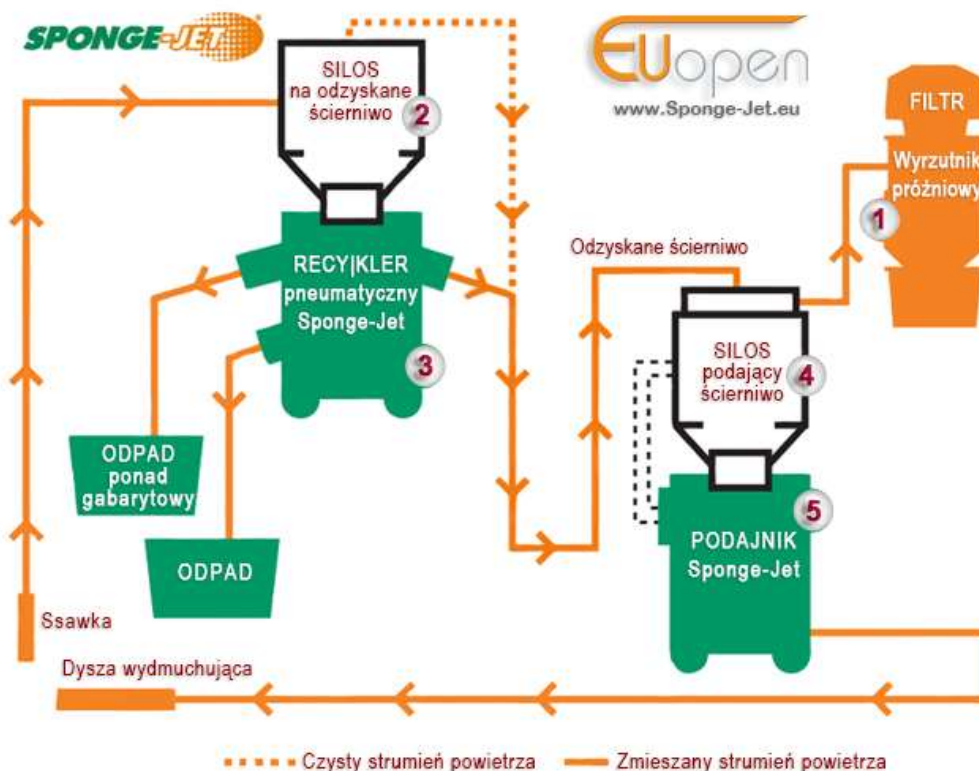 SPONGE-JET
EUopen
www.Sponge-Jet.eu
SILOS
na odzyskane
ścierniwo
2
FILTR
Wyrzutnik
próżniowy
1
Odzyskane ścierniwo
RECY|KLER
pneumatyczny
Sponge-Jet
3
SILOS
podający
ścierniwo
4
ODPAD
ponad
gabarytowy
ODPAD
5
PODAJNIK
Sponge-Jet
Ssawka
Dysza wydmuchująca
Czysty strumień powietrza
Zmieszany strumień powietrza